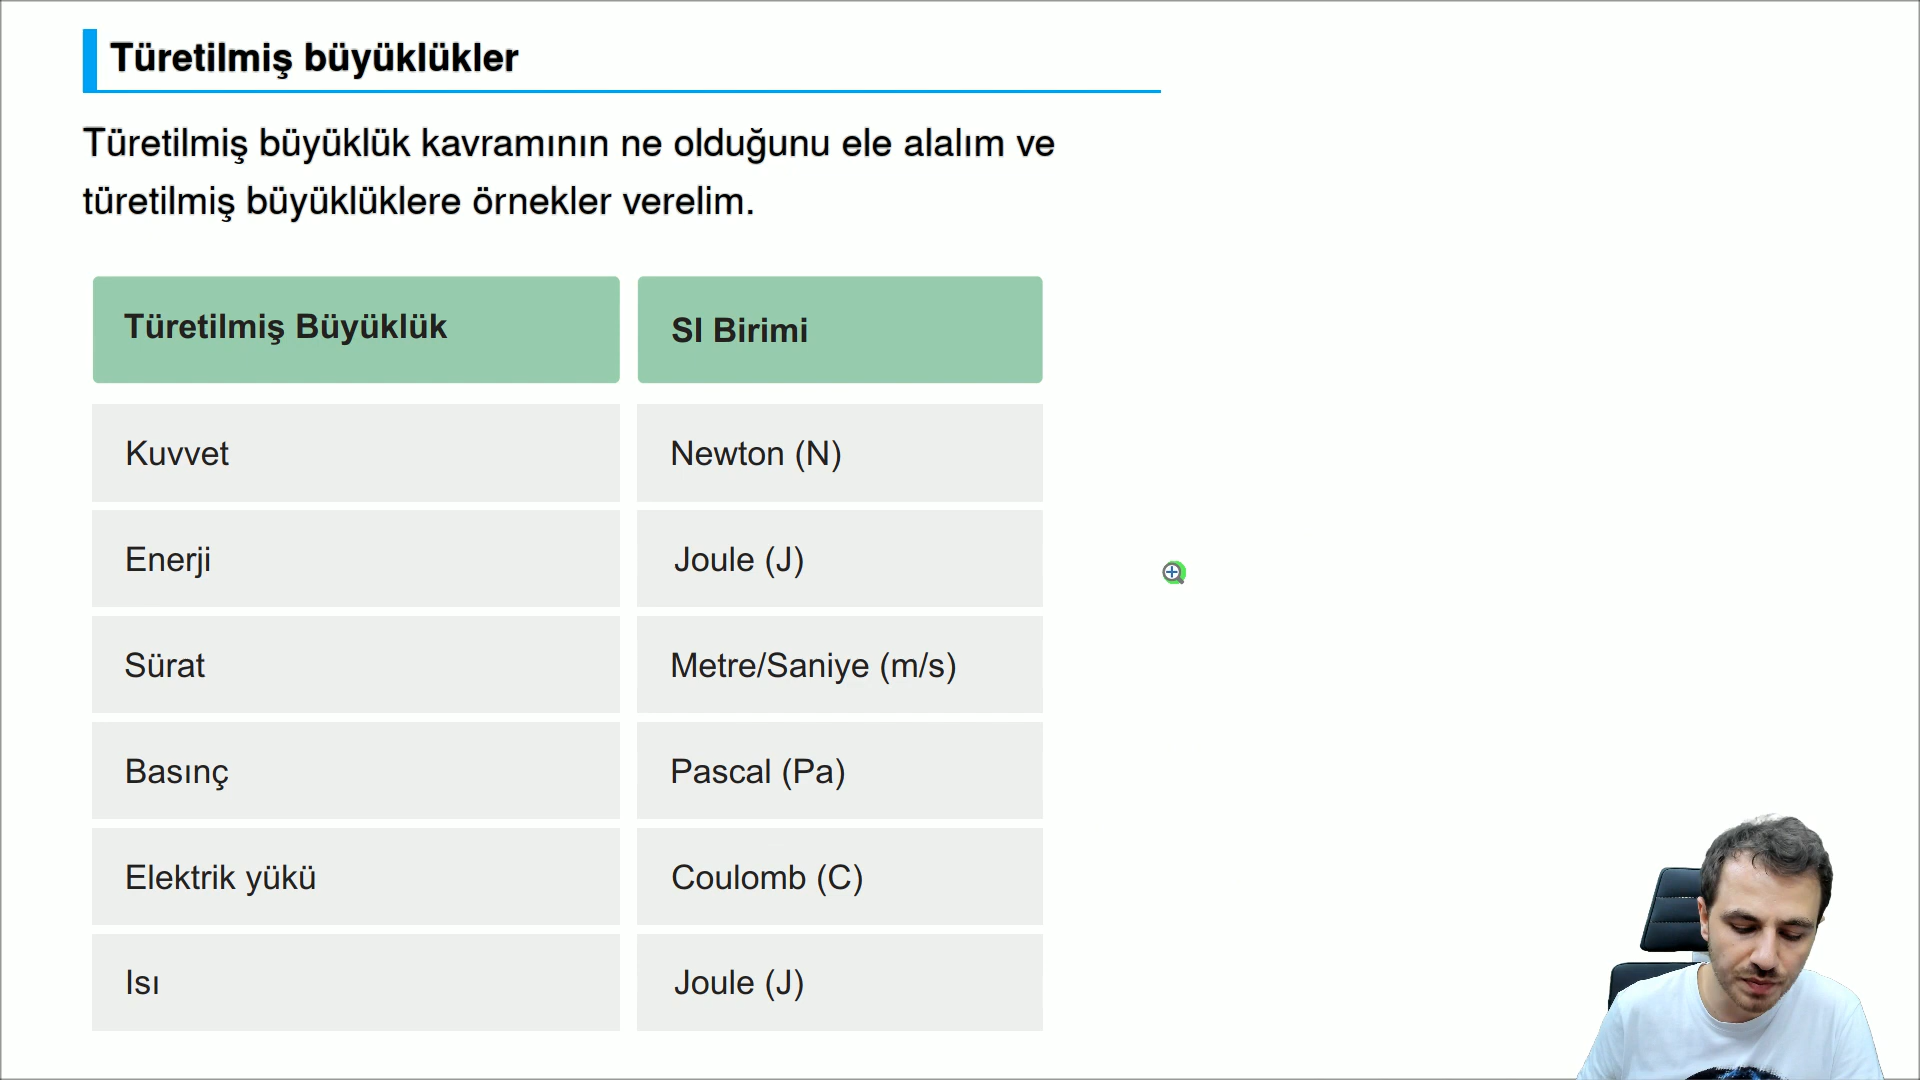 Türetilmiş büyüklükler
Türetilmiş büyüklük kavramının ne olduğunu ele alalım ve
türetilmiş büyüklüklere örnekler verelim.
Türetilmiş Büyüklük SI Birimi
Kuvvet Newton (N)
Enerji Joule (J)
Sürat Metre/Saniye (m/s)
Basınç Pascal (Pa)
Elektrik yükü Coulomb (C)
Isı Joule (J)